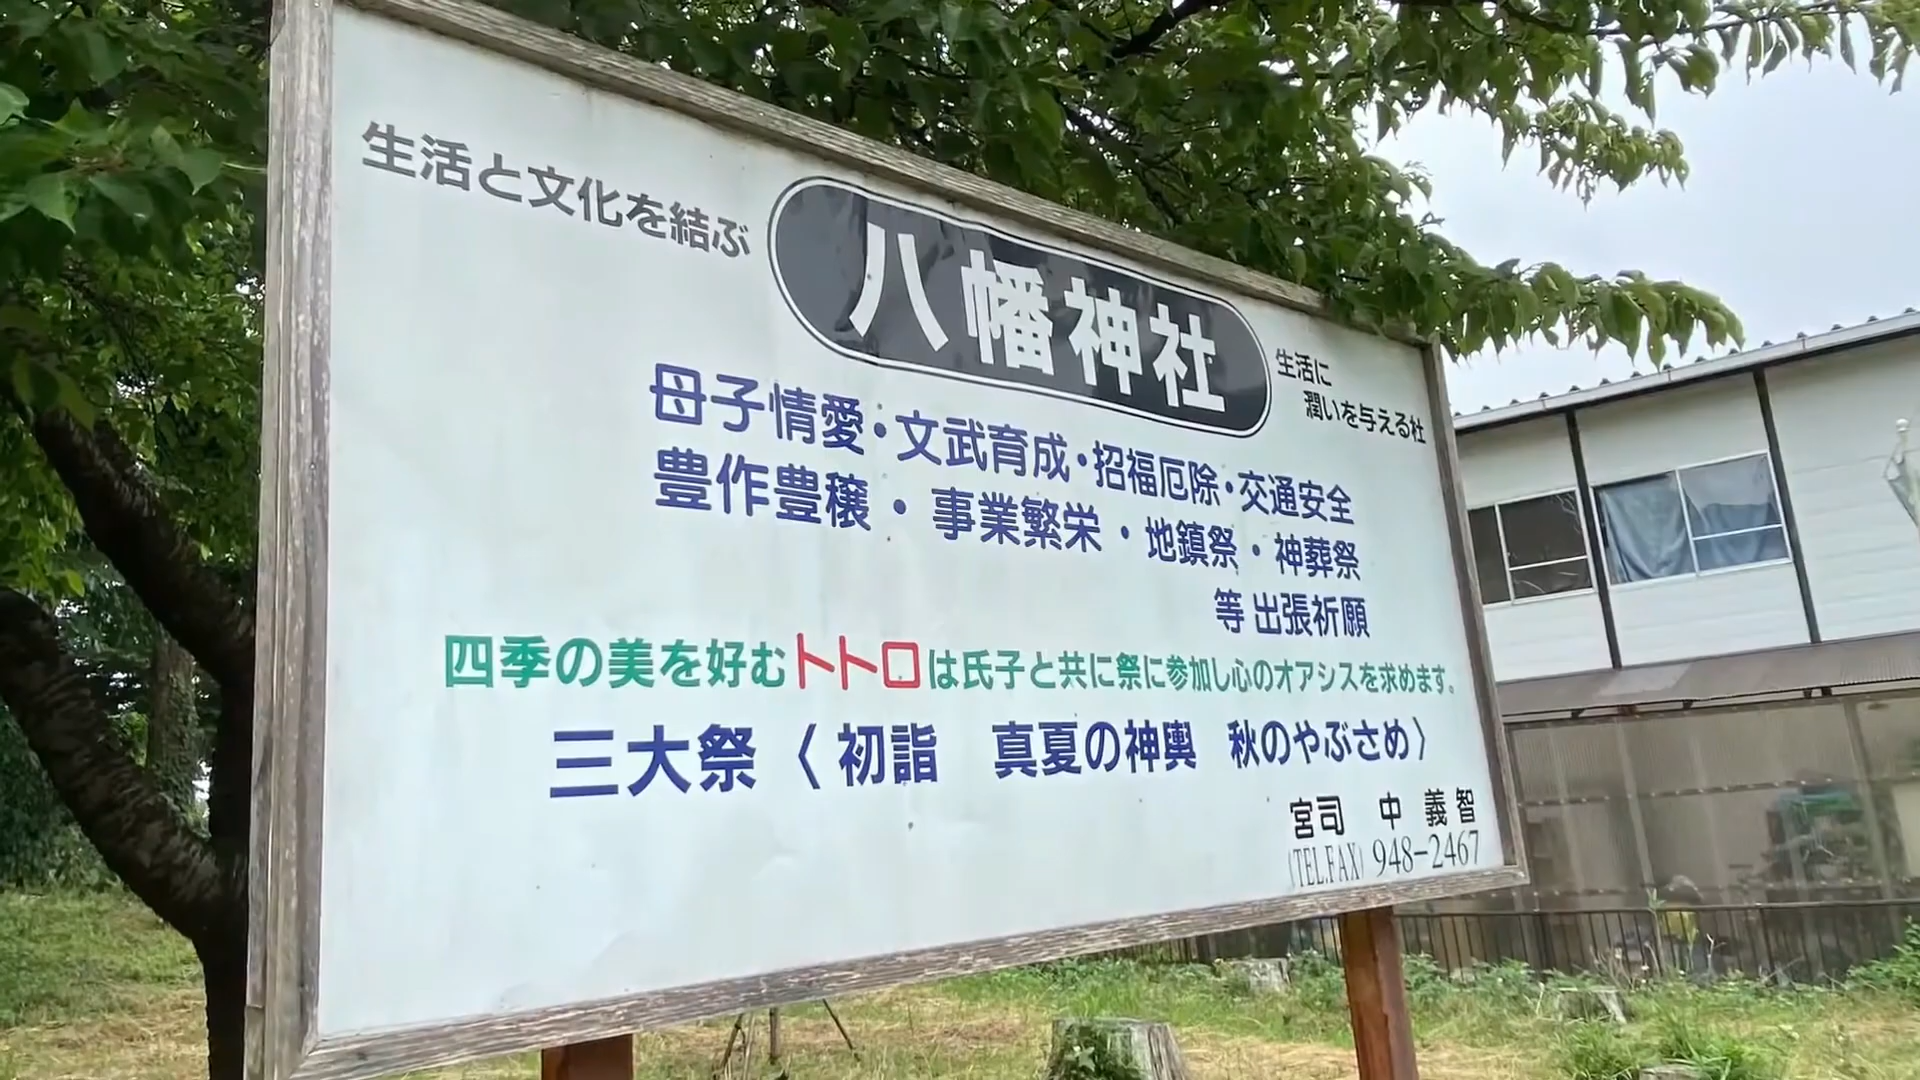 生活と文化を結ぶ
八幡神社
生活に
潤いを与える杜
母子情愛・文武育成・招福厄除・交通安全
豊作豊穣・事業繁栄・地鎮祭・神葬祭
等出張祈願
四季の美を好むトトロは氏子と共に祭に参加し心のオアシスを求めます。
三大祭〈初詣　真夏の神輿　秋のやぶさめ〉
宮司　中　義智
(TEL.FAX) 948-2467